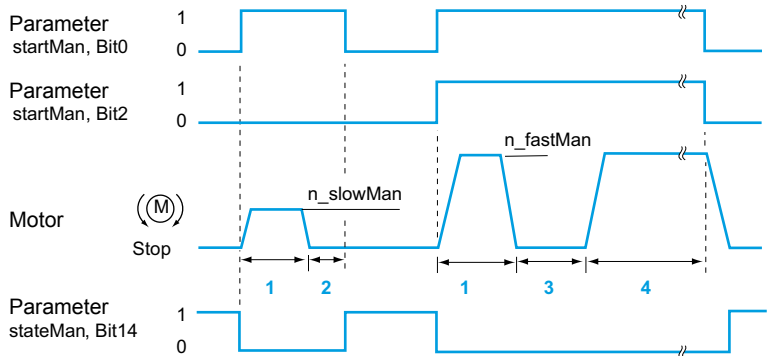 Parameter
startMan, Bit0
1
0
Parameter
startMan, Bit2
1
0
n_fastMan
n_slowMan
Motor
M
Stop
1
2
1
3
4
Parameter
stateMan, Bit14
1
0